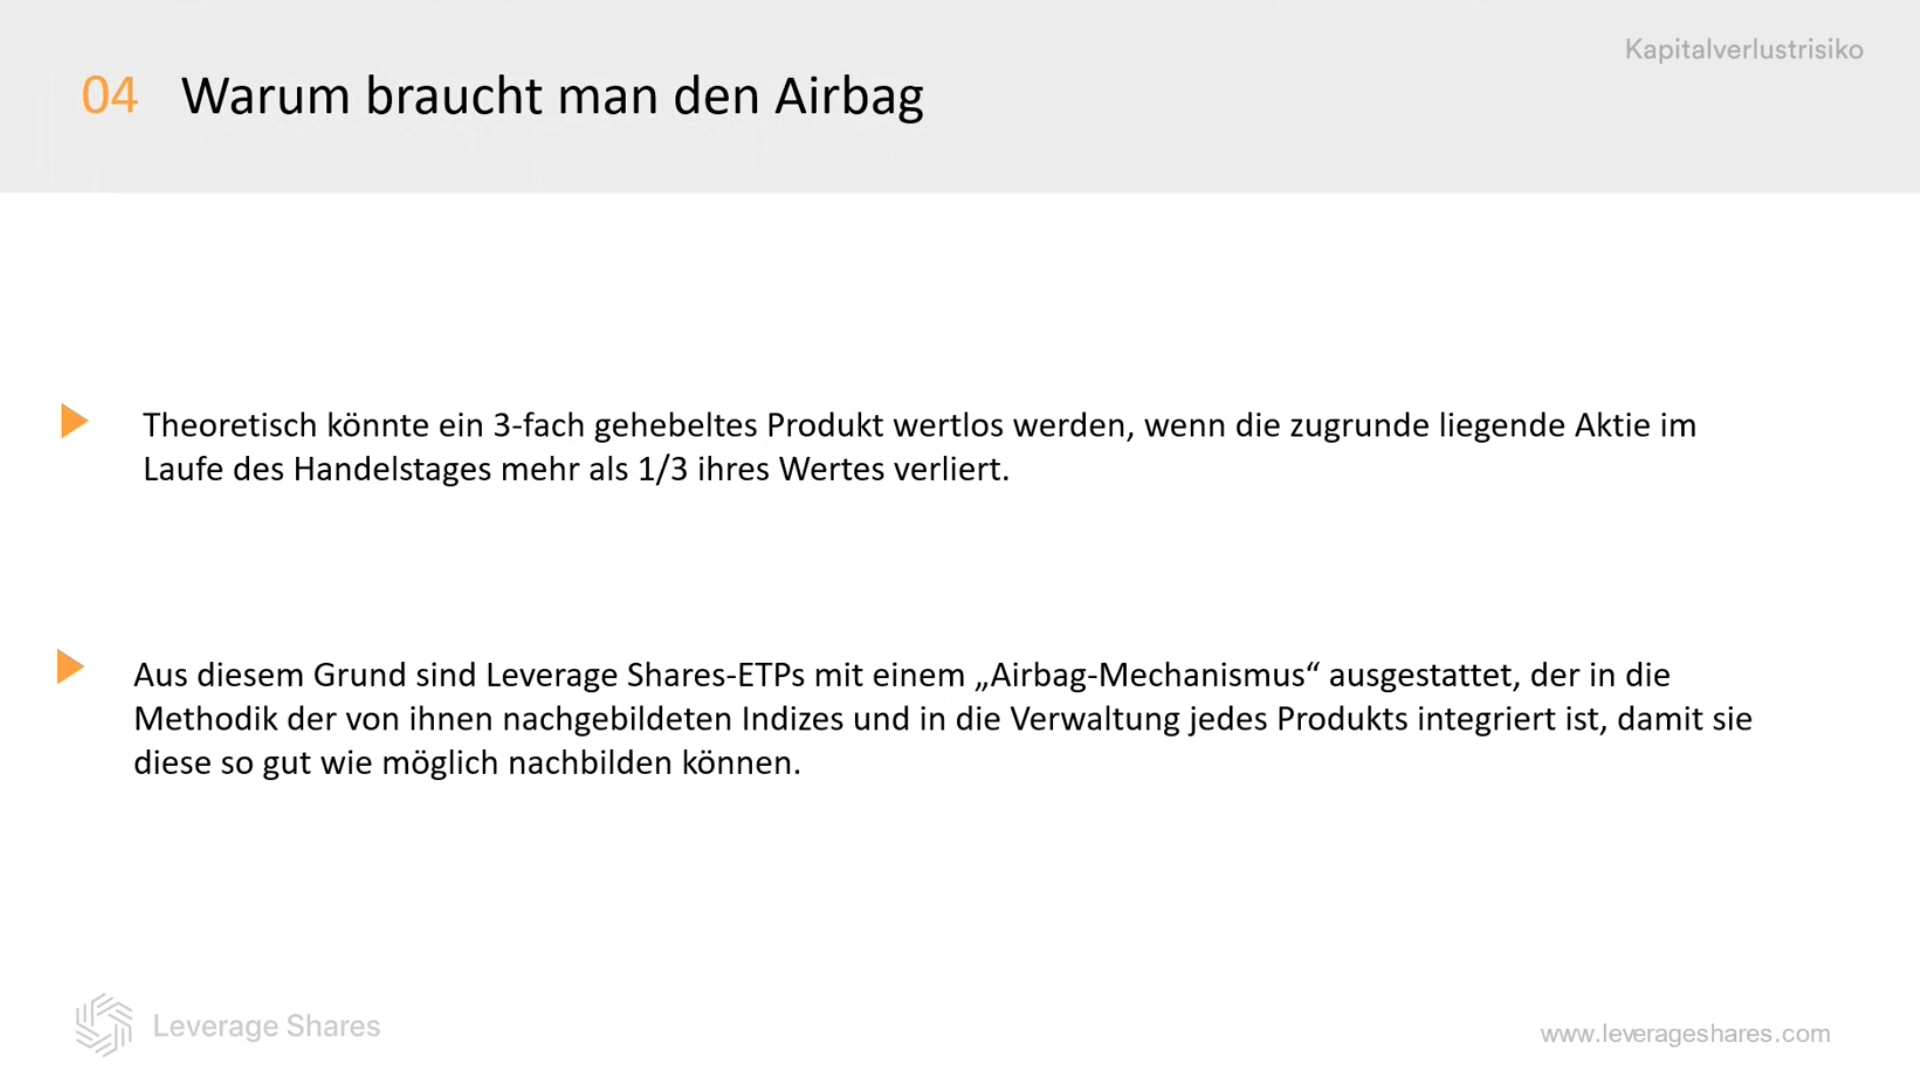 Kapitalverlustrisiko
04 Warum braucht man den Airbag
Theoretisch könnte ein 3-fach gehebeltes Produkt wertlos werden, wenn die zugrunde liegende Aktie im
Laufe des Handelstages mehr als 1/3 ihres Wertes verliert.
Aus diesem Grund sind Leverage Shares-ETPs mit einem „Airbag-Mechanismus“ ausgestattet, der in die
Methodik der von ihnen nachgebildeten Indizes und in die Verwaltung jedes Produkts integriert ist, damit sie
diese so gut wie möglich nachbilden können.
Leverage Shares
www.leverageshares.com